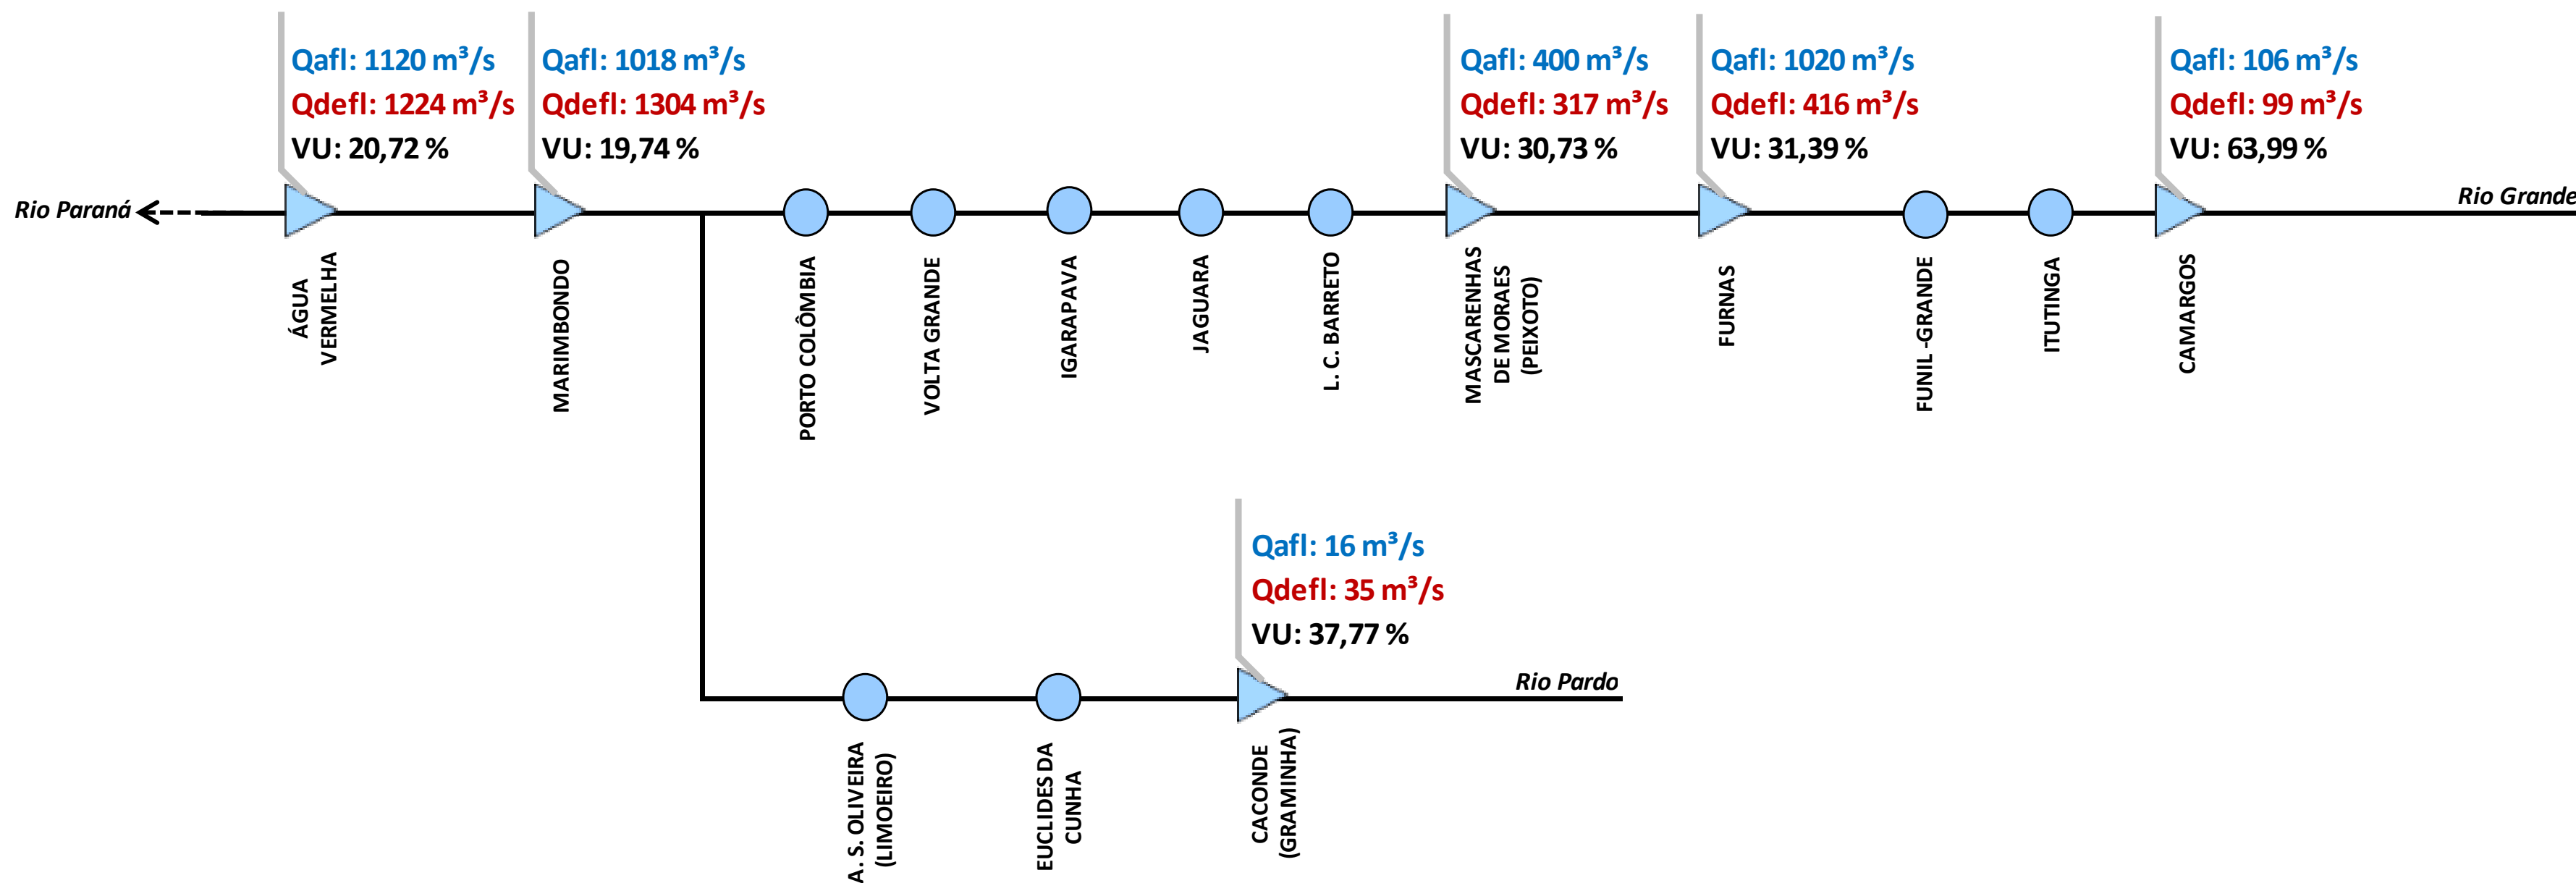 Qafl: 1120 m³/s
Qdefl: 1224 m³/s
VU: 20,72 %
Qafl: 1018 m³/s
Qdefl: 1304 m³/s
VU: 19,74 %
Qafl: 400 m³/s
Qdefl: 317 m³/s
VU: 30,73 %
Qafl: 1020 m³/s
Qdefl: 416 m³/s
VU: 31,39 %
Qafl: 106 m³/s
Qdefl: 99 m³/s
VU: 63,99 %
Rio Paraná
Rio Grande
ÁGUA
VERMELHA
MARIMBONDO
PORTO COLÔMBIA
VOLTA GRANDE
IGARAPAVA
JAGUARA
L. C. BARRETO
MASCARENHAS
DE MORAES
(PEIXOTO)
FURNAS
FUNIL -GRANDE
ITUTINGA
CAMARGOS
Qafl: 16 m³/s
Qdefl: 35 m³/s
VU: 37,77 %
Rio Pardo
A. S. OLIVEIRA
(LIMOEIRO)
EUCLIDES DA
CUNHA
CACONDE
(GRAMINHA)